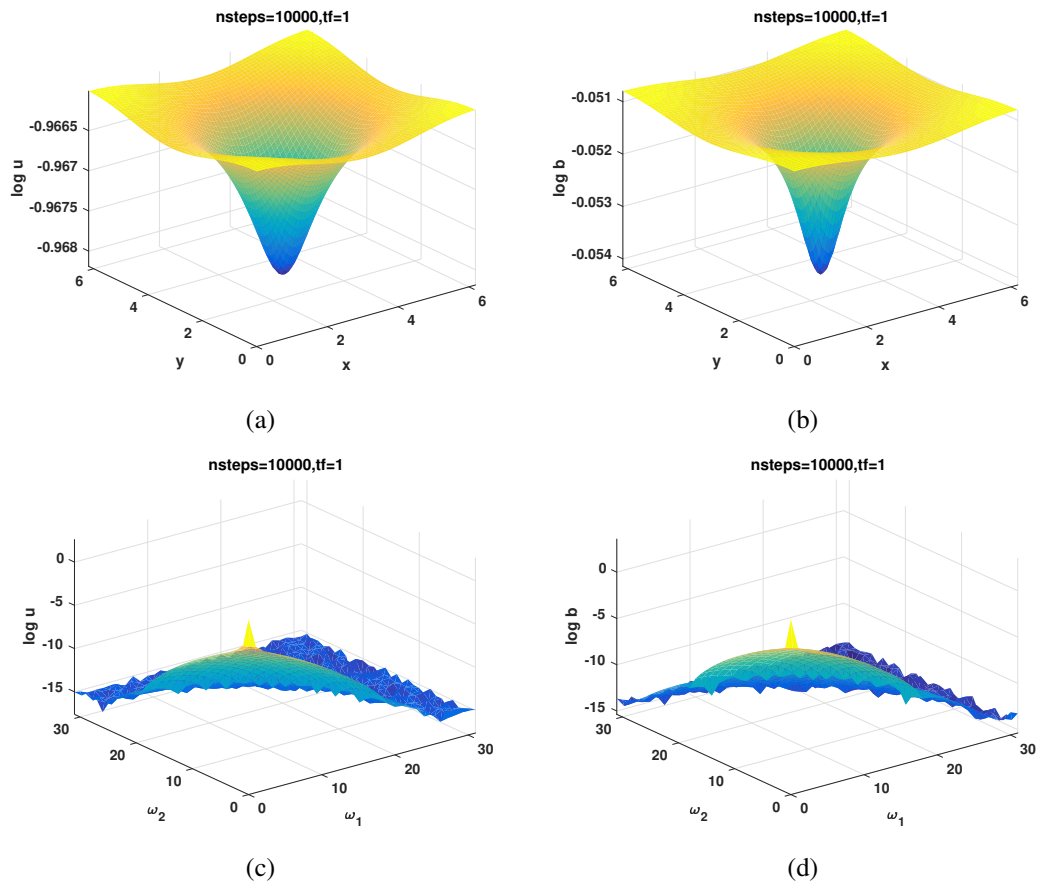 nsteps=10000,tf=1
log u
-0.9665
-0.967
-0.9675
-0.968
6
4
2
0
y
0
2
4
6
x
(a)
nsteps=10000,tf=1
log b
-0.051
-0.052
-0.053
-0.054
6
4
2
0
y
0
2
4
6
x
(b)
nsteps=10000,tf=1
log u
0
-5
-10
-15
30
20
10
0
ω2
0
10
20
30
ω1
(c)
nsteps=10000,tf=1
log b
0
-5
-10
-15
30
20
10
0
ω2
0
10
20
30
ω1
(d)